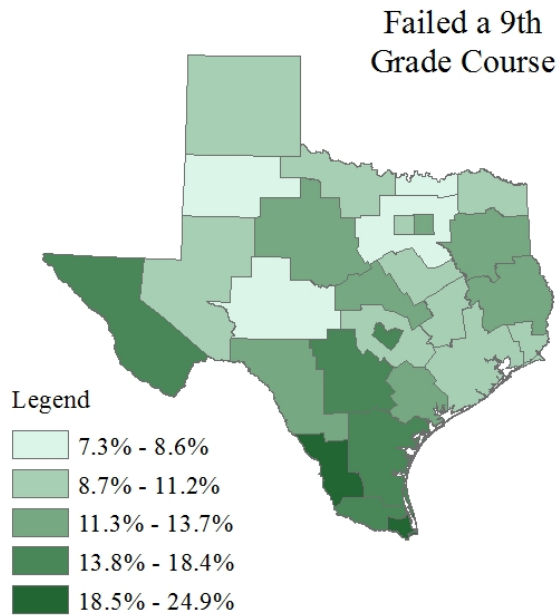 Failed a 9th
Grade Course
Legend
7.3% - 8.6%
8.7% - 11.2%
11.3% - 13.7%
13.8% - 18.4%
18.5% - 24.9%